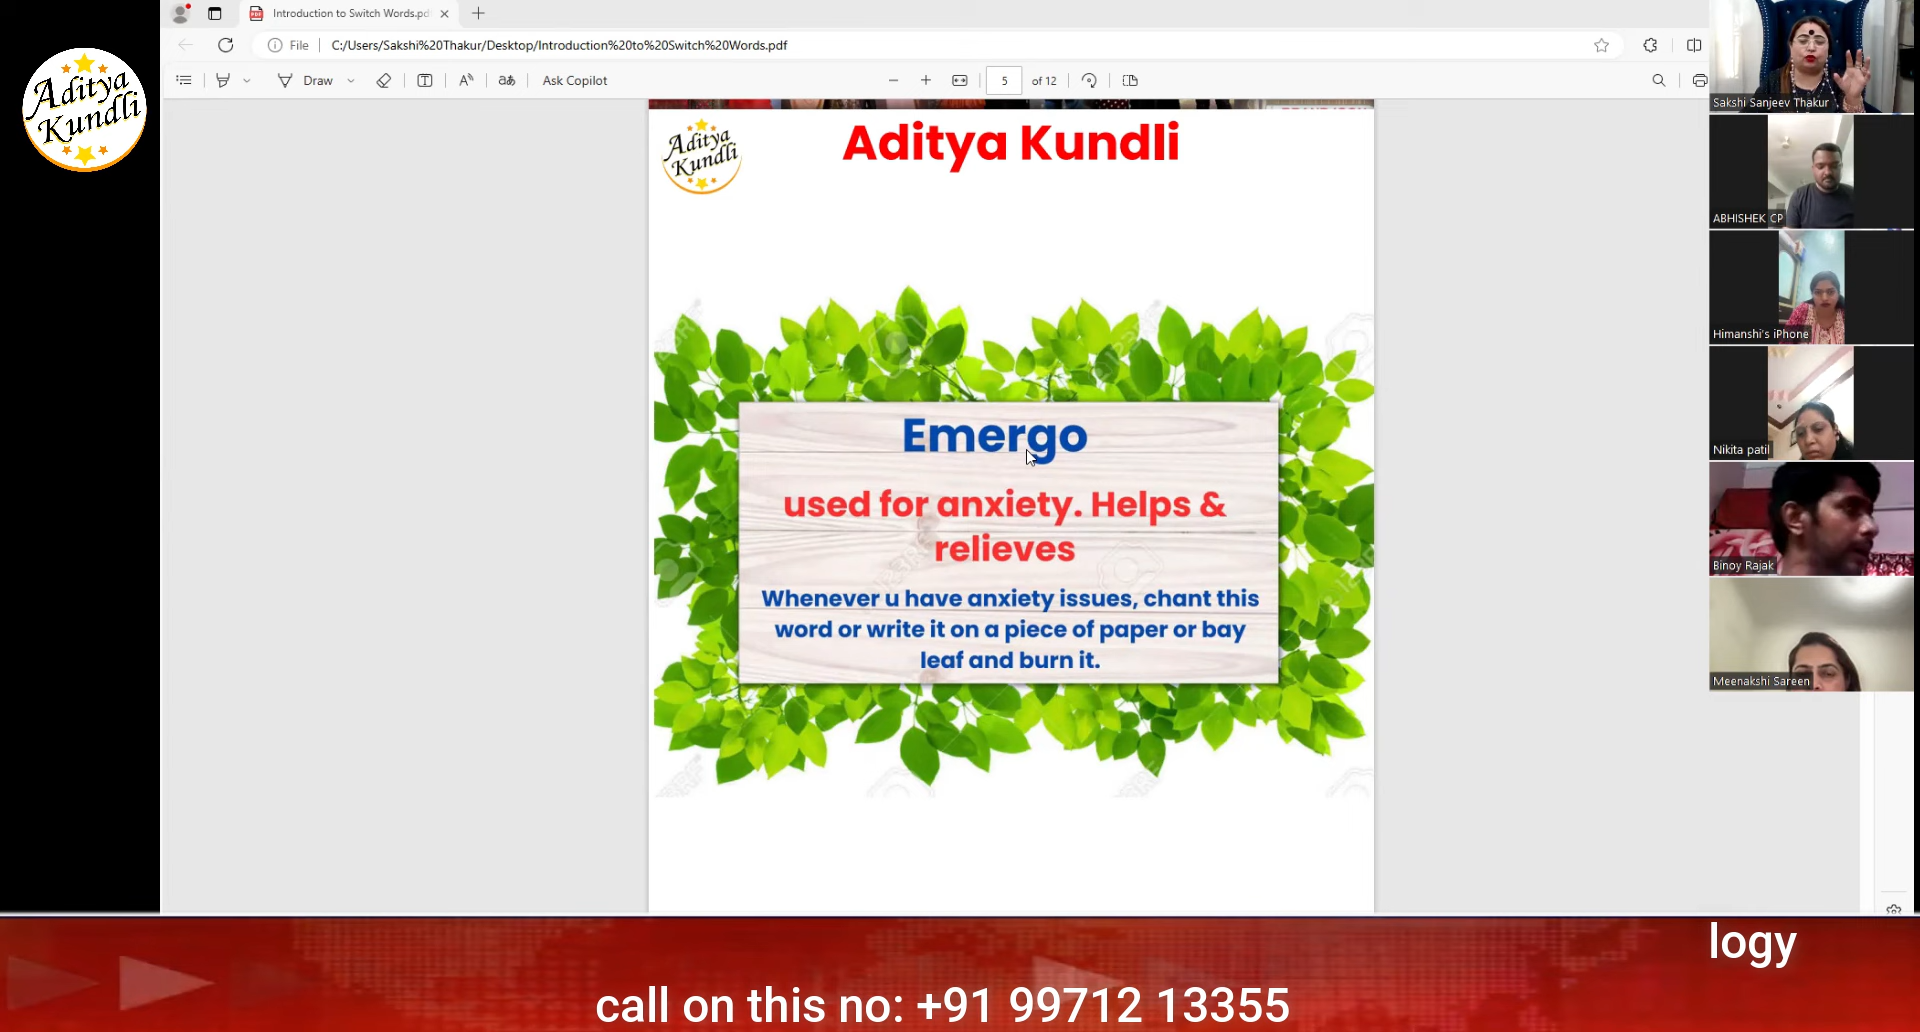 Aditya
Kundli
Introduction to Switch Words.pd
File
C:/Users/Sakshi%20Thakur/Desktop/Introduction%20to%20Switch%20Words.pdf
Draw
aあ
Ask Copilot
5 of 12
Aditya
Kundli
Aditya Kundli
Emergo
used for anxiety. Helps &
relieves
Whenever u have anxiety issues, chant this
word or write it on a piece of paper or bay
leaf and burn it.
Sakshi Sanjeev Thakur
ABHISHEK CP
Himanshi's iPhone
Nikita patil
Binoy Rajak
Meenakshi Sareen
logy
call on this no: +91 99712 13355